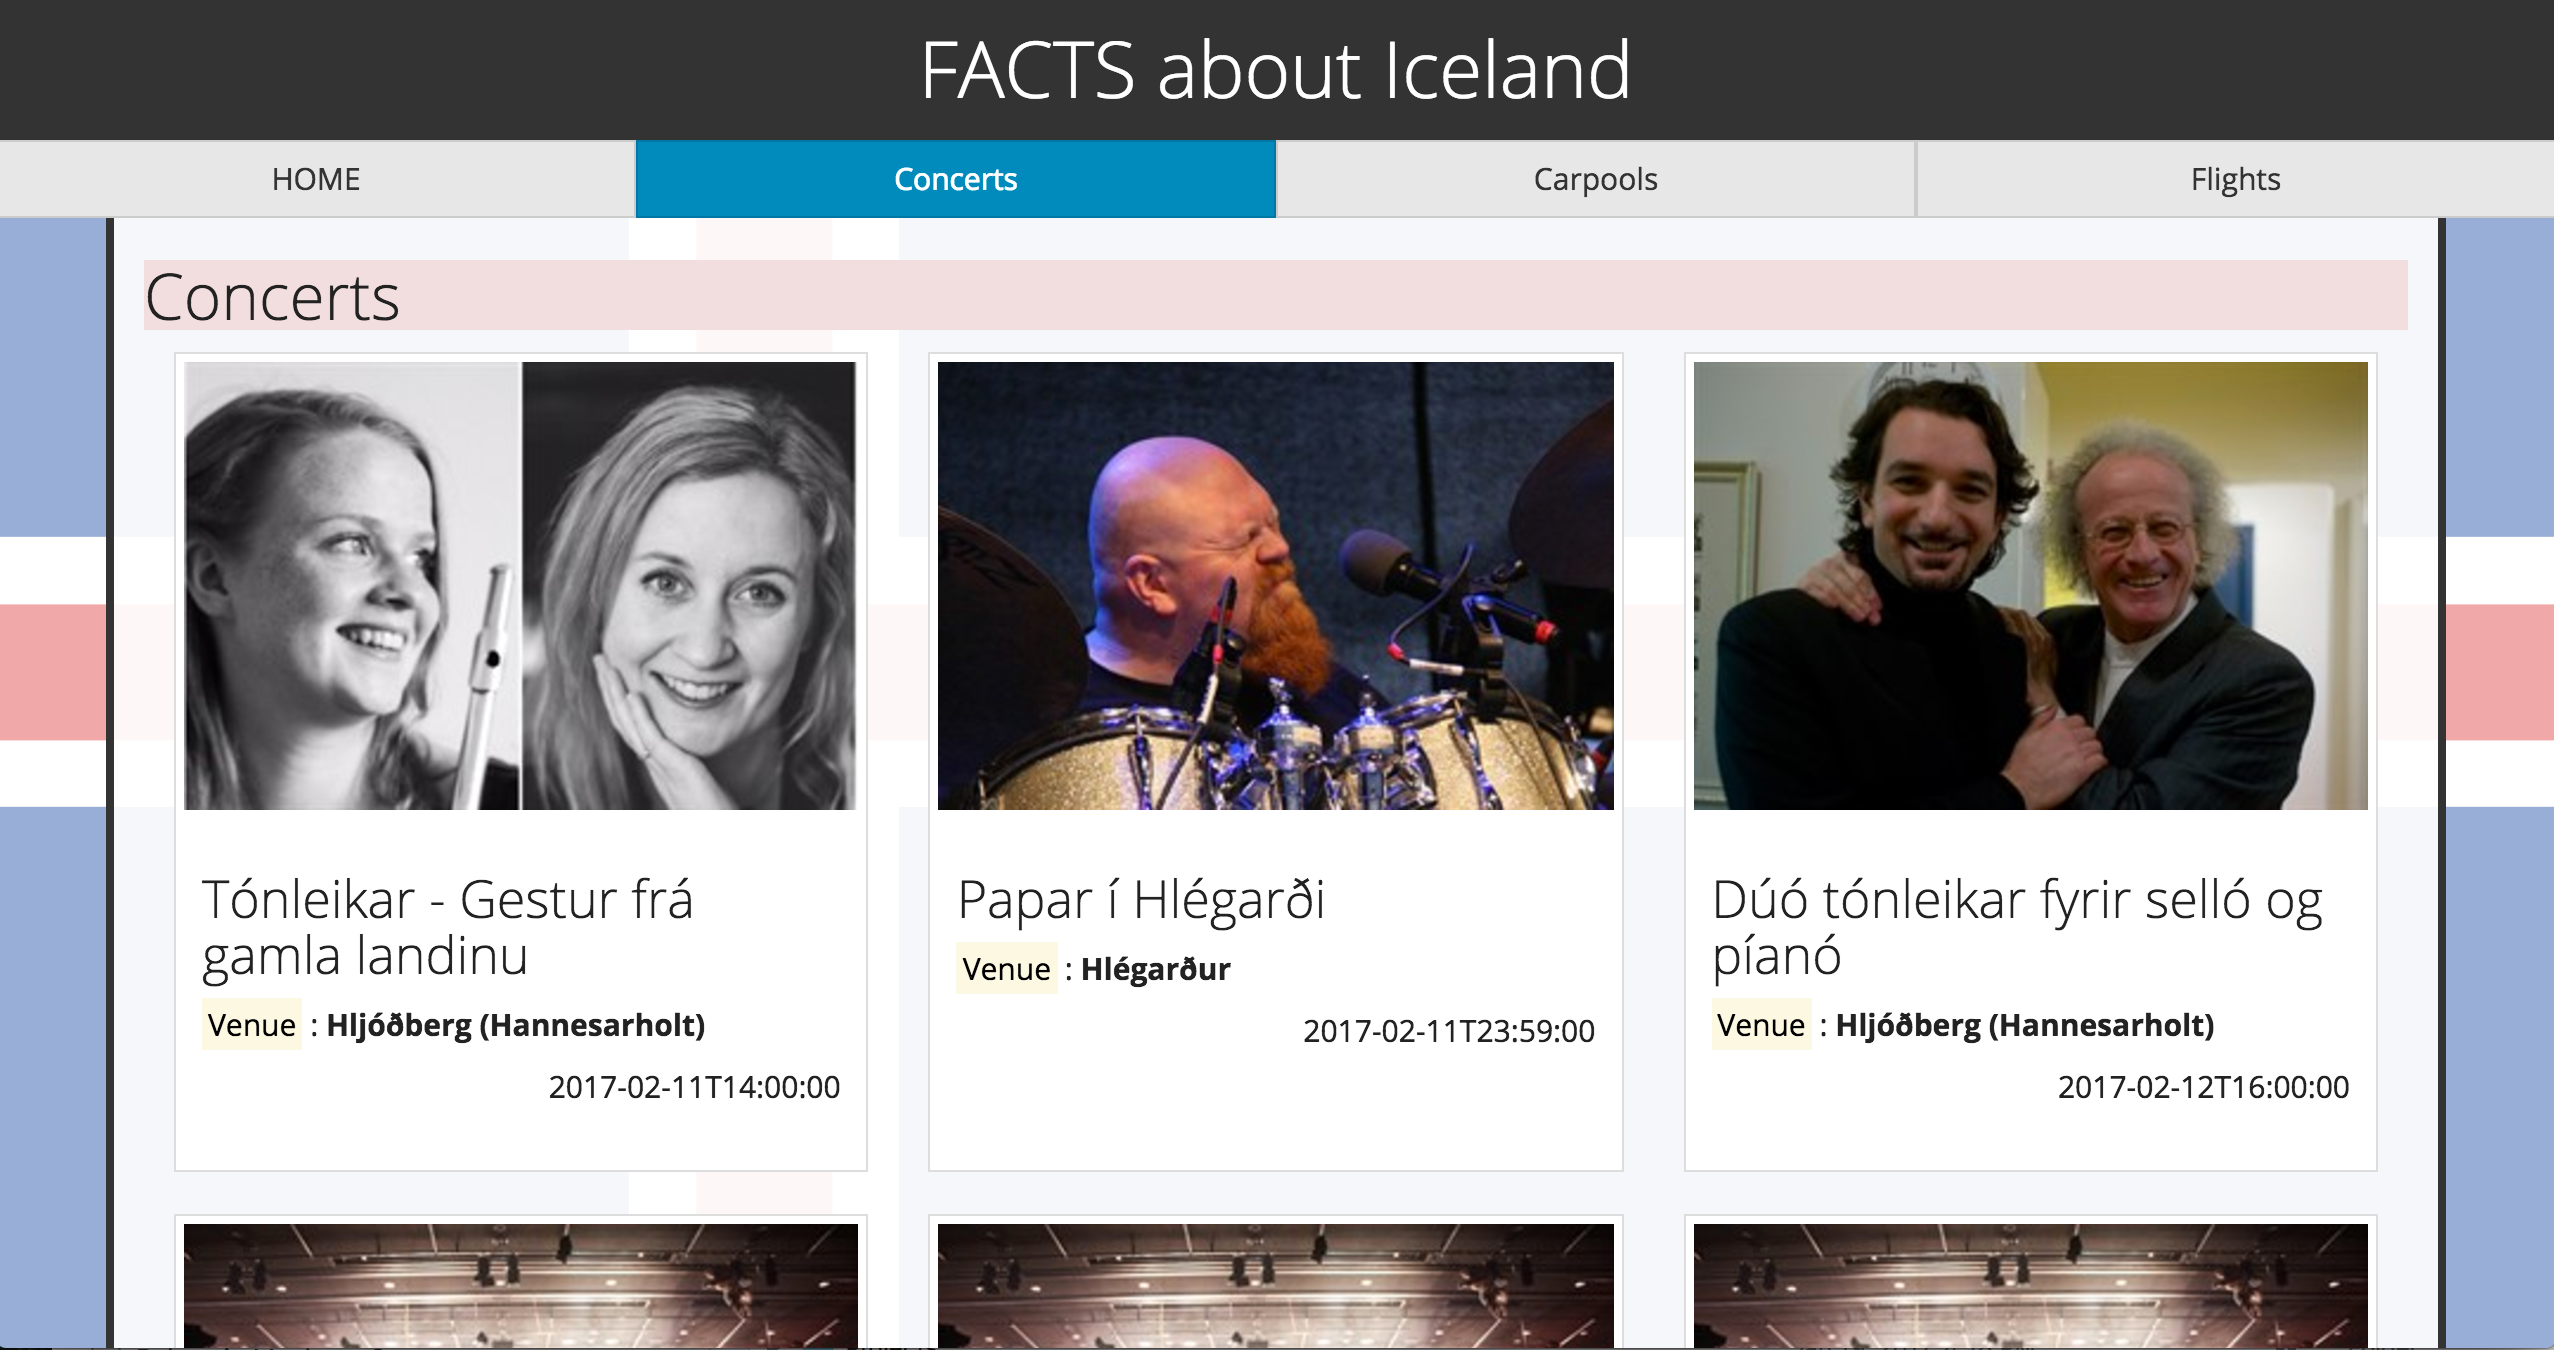 FACTS about Iceland
HOME
Concerts
Carpools
Flights
Concerts
Tónleikar - Gestur frá
gamla landinu
Venue : Hljóðberg (Hannesarholt)
2017-02-11T14:00:00
Papar í Hlégarði
Venue : Hlégarður
2017-02-11T23:59:00
Dúó tónleikar fyrir selló og
píanó
Venue : Hljóðberg (Hannesarholt)
2017-02-12T16:00:00